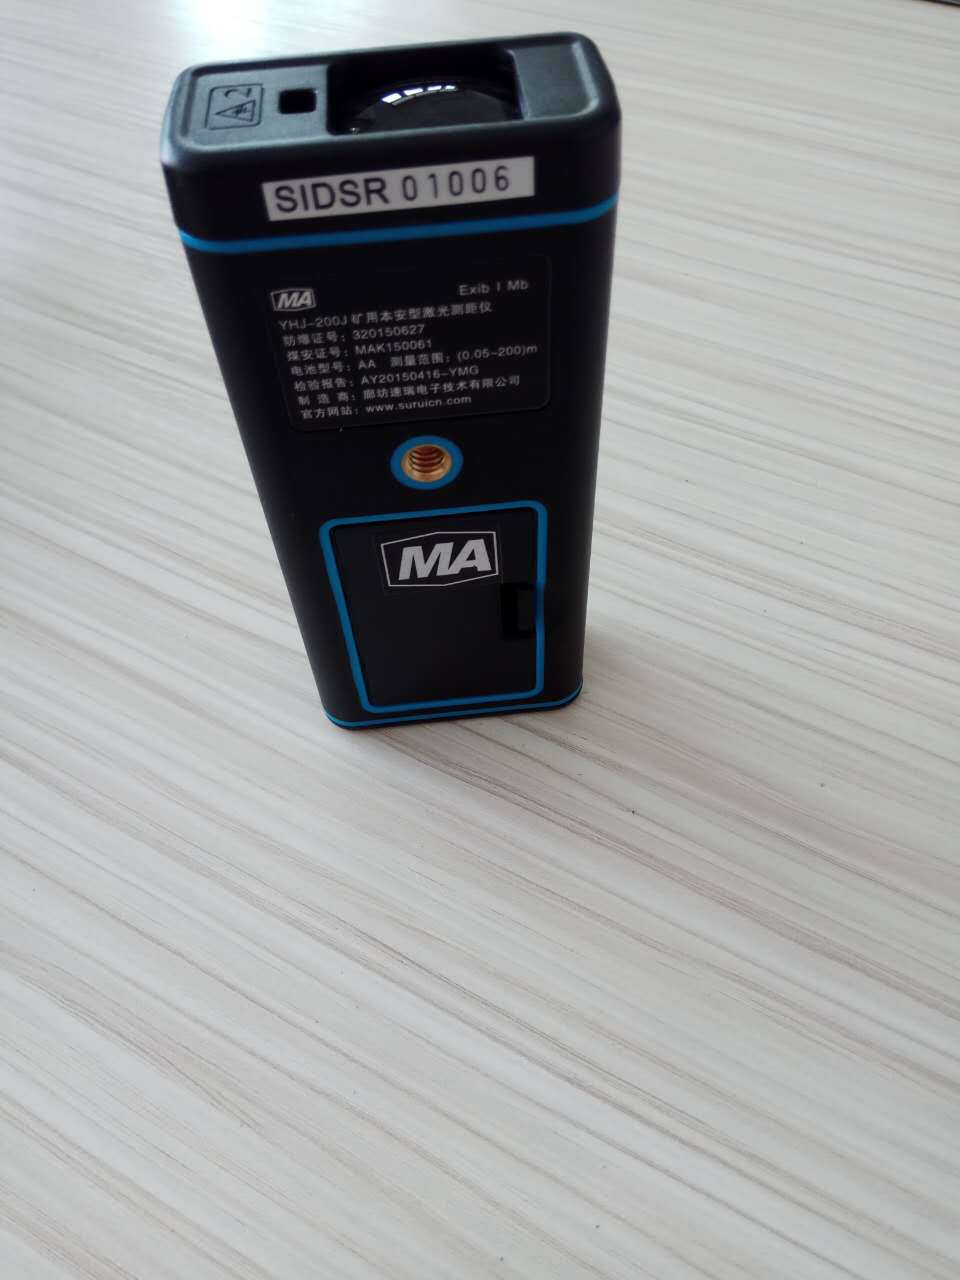 2
SIDSR 01006
MA Exib I Mb
YHJ-200J 矿用本安型激光测距仪
防爆证号：320150627
煤安证号：MAK150061
电池型号：AA 测量范围：(0.05~200)m
检验报告：AY20150416-YMG
制 造 商：廊坊速瑞电子技术有限公司
官方网站：www.suruicn.com
MA